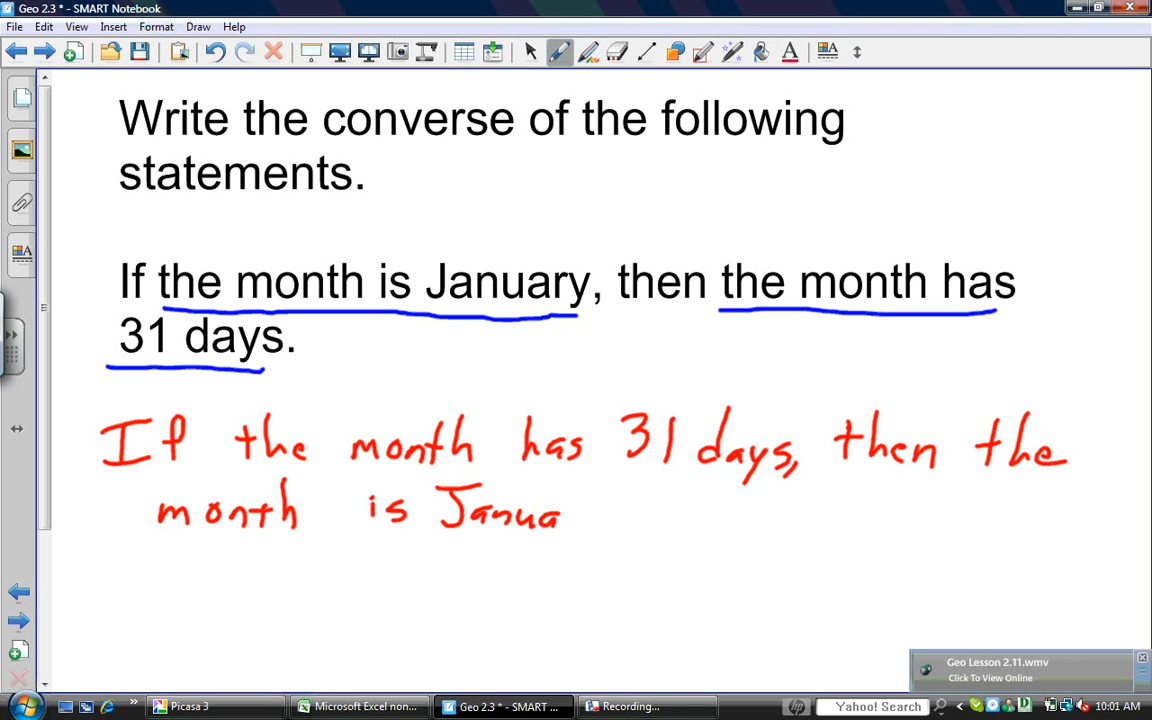 Geo 2.3 * - SMART Notebook
File Edit View Insert Format Draw Help
Write the converse of the following
statements.
If the month is January, then the month has
31 days.
If the month has 31 days, then the
month is Janua
Geo Lesson 2.11.wmv
Click To View Online
Picasa 3 Microsoft Excel non... Geo 2.3 * - SMART ... Recording... hp Yahoo! Search 10:01 AM